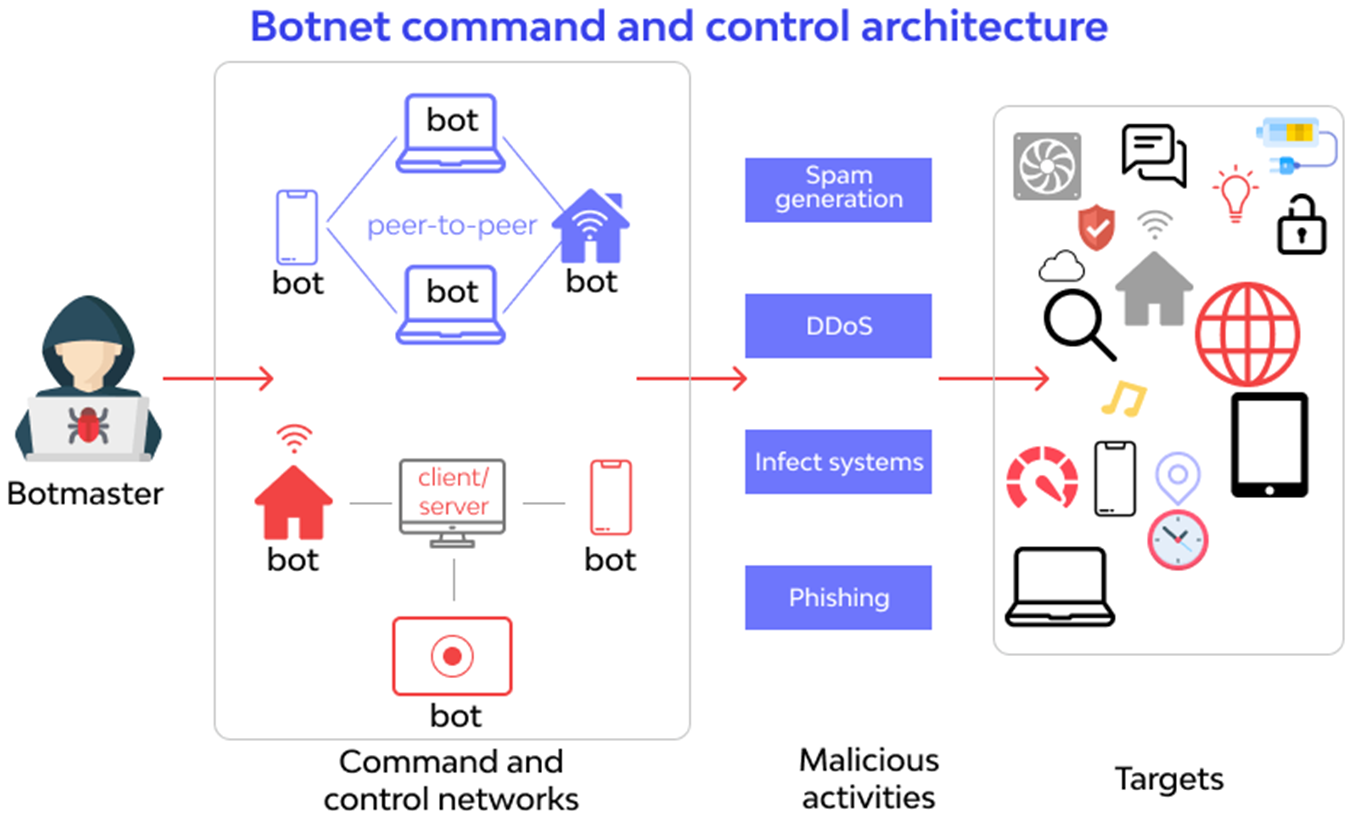 Botnet command and control architecture
bot
peer-to-peer
bot
bot
bot
Botmaster
client/
server
bot
bot
bot
Command and
control networks
Spam
generation
DDoS
Infect systems
Phishing
Malicious
activities
Targets